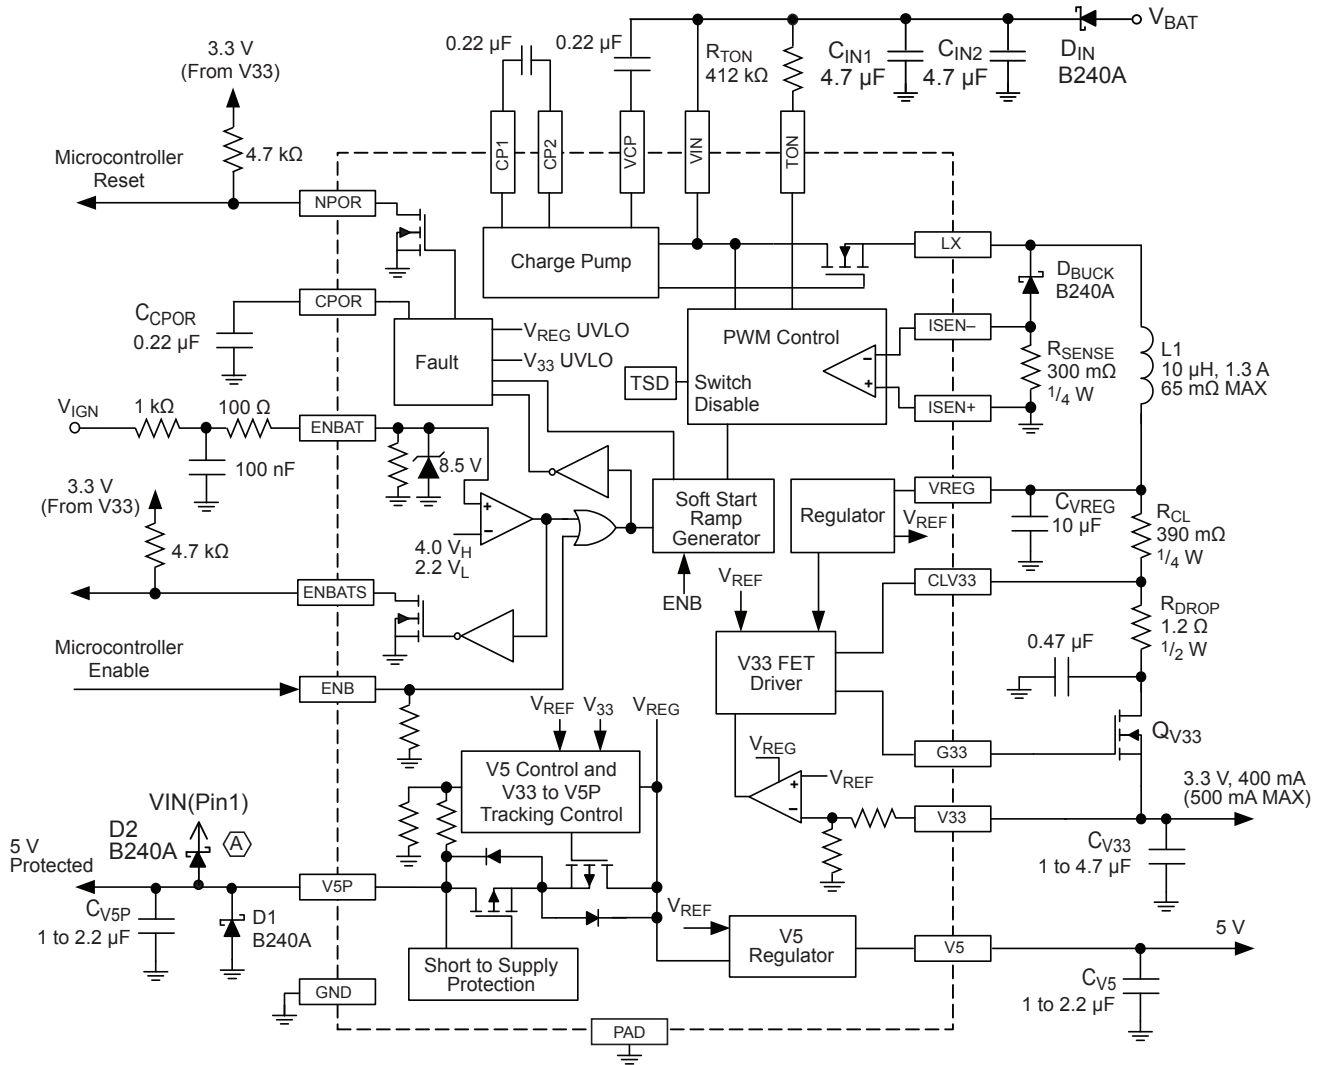 V_BAT
3.3 V
(From V33)
0.22 µF
0.22 µF
R_TON
412 kΩ
C_IN1
4.7 µF
C_IN2
4.7 µF
D_IN
B240A
4.7 kΩ
Microcontroller
Reset
CP1
CP2
VCP
VIN
TON
NPOR
Charge Pump
LX
D_BUCK
B240A
CPOR
C_CPOR
0.22 µF
Fault
V_REG UVLO
V_33 UVLO
PWM Control
TSD
Switch
Disable
−
+
ISEN–
ISEN+
R_SENSE
300 mΩ
1/4 W
L1
10 µH, 1.3 A
65 mΩ MAX
V_IGN
1 kΩ
100 Ω
ENBAT
100 nF
8.5 V
3.3 V
(From V33)
4.7 kΩ
+
−
4.0 V_H
2.2 V_L
Soft Start
Ramp
Generator
ENB
Regulator
V_REF
VREG
C_VREG
10 µF
R_CL
390 mΩ
1/4 W
ENBATS
V_REF
CLV33
R_DROP
1.2 Ω
1/2 W
Microcontroller
Enable
ENB
V33 FET
Driver
0.47 µF
V_REF
V_33
V_REG
G33
Q_V33
V5 Control and
V33 to V5P
Tracking Control
V_REG
V_REF
+
−
V33
3.3 V, 400 mA
(500 mA MAX)
C_V33
1 to 4.7 µF
VIN(Pin1)
D2
B240A
A
5 V
Protected
V5P
C_V5P
1 to 2.2 µF
D1
B240A
V_REF
V5
Regulator
V5
5 V
C_V5
1 to 2.2 µF
Short to Supply
Protection
GND
PAD